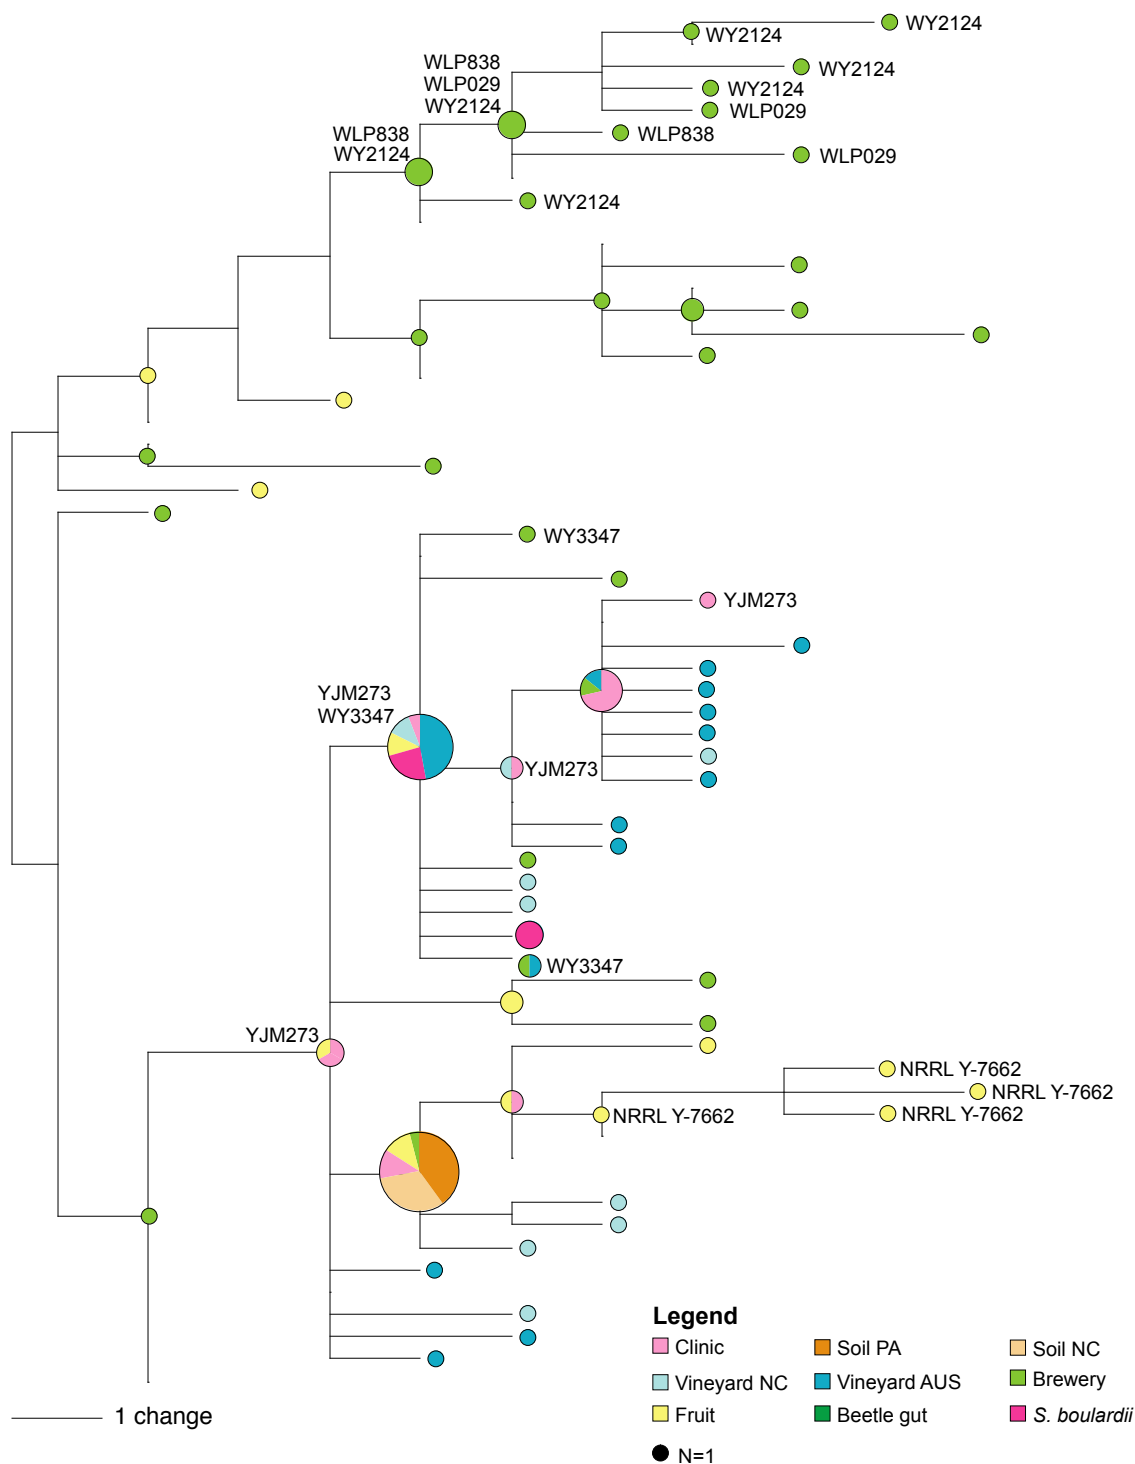 WY2124
WY2124
WLP838
WLP029
WY2124
WY2124
WY2124
WLP029
WLP838
WLP838
WY2124
WLP029
WY2124
WY3347
YJM273
YJM273
WY3347
YJM273
WY3347
YJM273
NRRL Y-7662
NRRL Y-7662
NRRL Y-7662
NRRL Y-7662
Legend
Clinic
Soil PA
Soil NC
Vineyard NC
Vineyard AUS
Brewery
Fruit
Beetle gut
S. boulardii
1 change
N=1